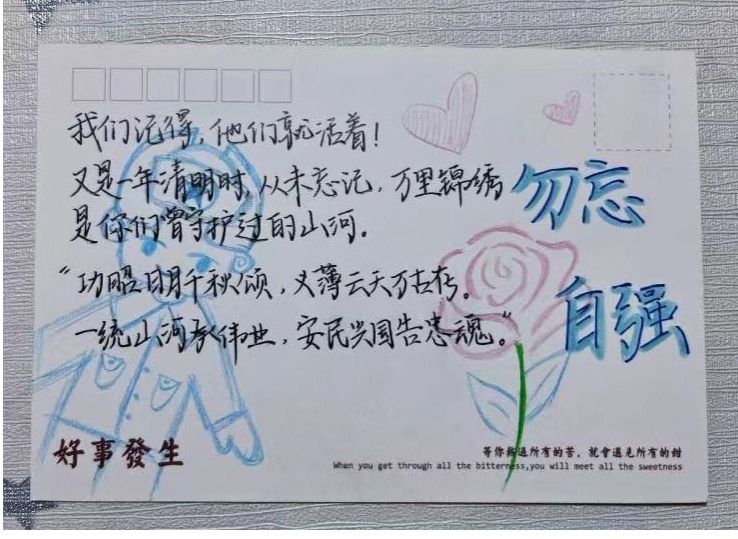 我们记得，他们就活着！
又是一年清明时，从未忘记，万里锦绣
是你们曾守护过的山河。
“功昭日月千秋颂，义薄云天万古存。
一统山河承伟业，安民兴国告忠魂。”
勿忘
自强
好事發生
等你熬過所有的苦，就會遇見所有的甜
When you get through all the bitterness,you will meet all the sweetness